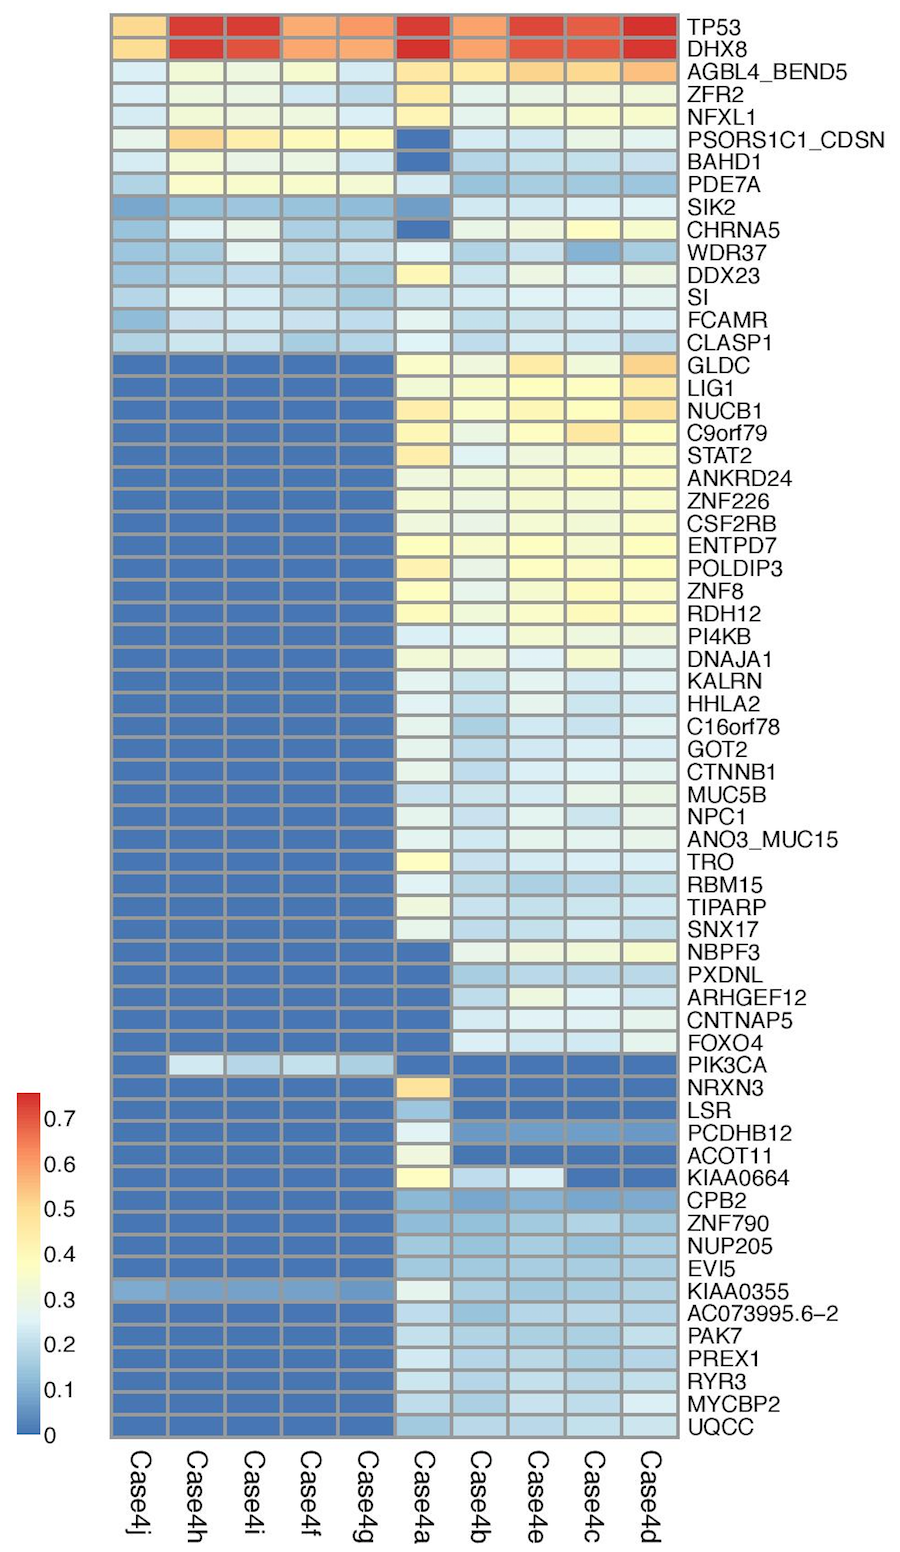 TP53
DHX8
AGBL4_BEND5
ZFR2
NFXL1
PSORS1C1_CDSN
BAHD1
PDE7A
SIK2
CHRNA5
WDR37
DDX23
SI
FCAMR
CLASP1
GLDC
LIG1
NUCB1
C9orf79
STAT2
ANKRD24
ZNF226
CSF2RB
ENTPD7
POLDIP3
ZNF8
RDH12
PI4KB
DNAJA1
KALRN
HHLA2
C16orf78
GOT2
CTNNB1
MUC5B
NPC1
ANO3_MUC15
TRO
RBM15
TIPARP
SNX17
NBPF3
PXDNL
ARHGEF12
CNTNAP5
FOXO4
PIK3CA
NRXN3
LSR
PCDHB12
ACOT11
KIAA0664
CPB2
ZNF790
NUP205
EVI5
KIAA0355
AC073995.6−2
PAK7
PREX1
RYR3
MYCBP2
UQCC
0.7
0.6
0.5
0.4
0.3
0.2
0.1
0
Case4j
Case4h
Case4i
Case4f
Case4g
Case4a
Case4b
Case4e
Case4c
Case4d